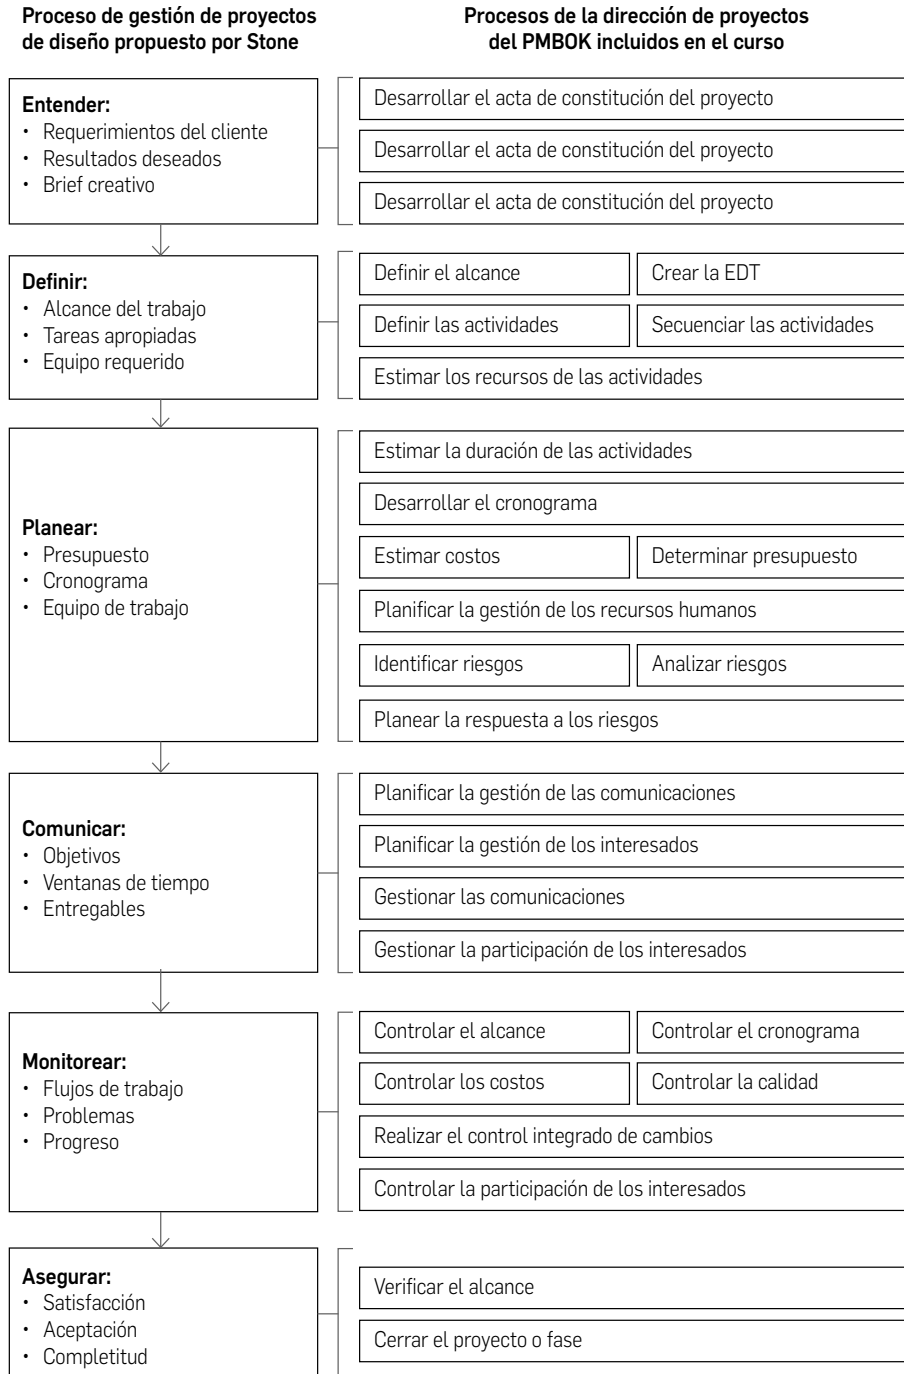 Proceso de gestión de proyectos
de diseño propuesto por Stone
Procesos de la dirección de proyectos
del PMBOK incluidos en el curso
Entender:
• Requerimientos del cliente
• Resultados deseados
• Brief creativo
Desarrollar el acta de constitución del proyecto
Desarrollar el acta de constitución del proyecto
Desarrollar el acta de constitución del proyecto
Definir:
• Alcance del trabajo
• Tareas apropiadas
• Equipo requerido
Definir el alcance
Crear la EDT
Definir las actividades
Secuenciar las actividades
Estimar los recursos de las actividades
Planear:
• Presupuesto
• Cronograma
• Equipo de trabajo
Estimar la duración de las actividades
Desarrollar el cronograma
Estimar costos
Determinar presupuesto
Planificar la gestión de los recursos humanos
Identificar riesgos
Analizar riesgos
Planear la respuesta a los riesgos
Comunicar:
• Objetivos
• Ventanas de tiempo
• Entregables
Planificar la gestión de las comunicaciones
Planificar la gestión de los interesados
Gestionar las comunicaciones
Gestionar la participación de los interesados
Monitorear:
• Flujos de trabajo
• Problemas
• Progreso
Controlar el alcance
Controlar el cronograma
Controlar los costos
Controlar la calidad
Realizar el control integrado de cambios
Controlar la participación de los interesados
Asegurar:
• Satisfacción
• Aceptación
• Completitud
Verificar el alcance
Cerrar el proyecto o fase